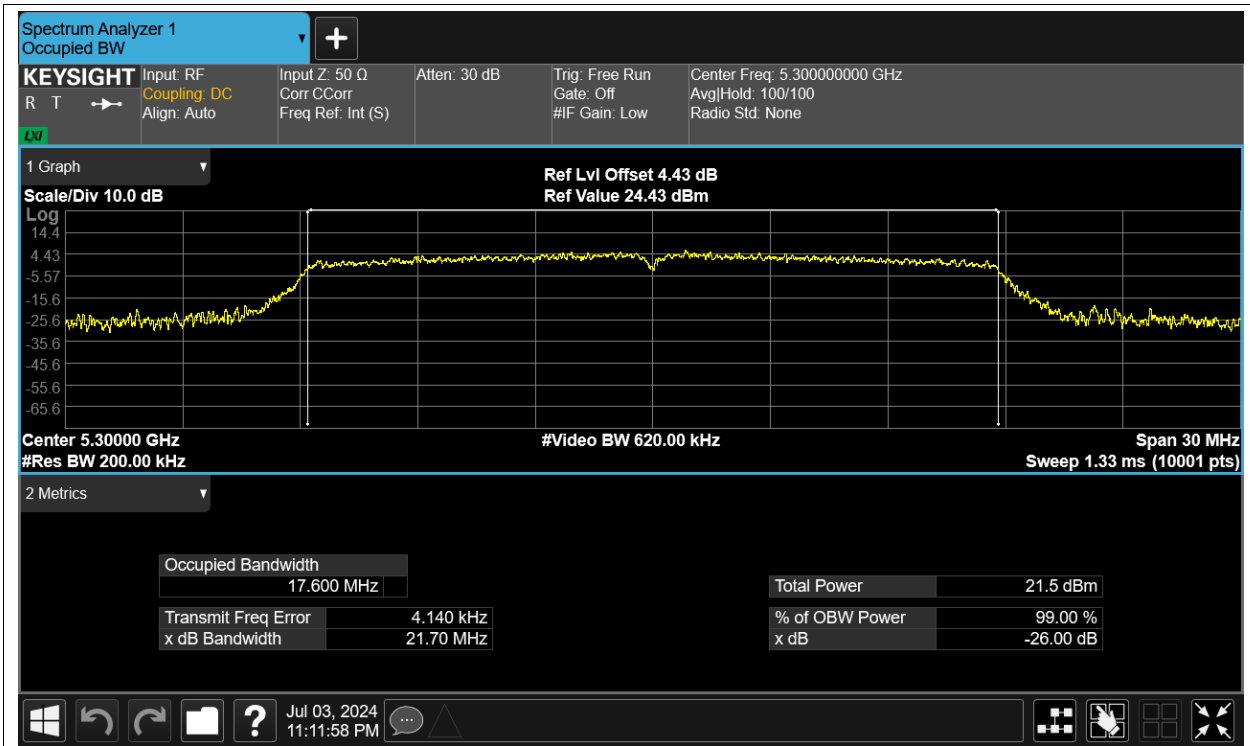 Spectrum Analyzer 1
Occupied BW
KEYSIGHT
R T
LXI
Input: RF
Coupling: DC
Align: Auto
Input Z: 50 Ω
Corr CCorr
Freq Ref: Int (S)
Atten: 30 dB
Trig: Free Run
Gate: Off
#IF Gain: Low
Center Freq: 5.300000000 GHz
Avg|Hold: 100/100
Radio Std: None
1 Graph
Scale/Div 10.0 dB
Ref Lvl Offset 4.43 dB
Ref Value 24.43 dBm
Log
14.4
4.43
-5.57
-15.6
-25.6
-35.6
-45.6
-55.6
-65.6
Center 5.30000 GHz
#Res BW 200.00 kHz
#Video BW 620.00 kHz
Span 30 MHz
Sweep 1.33 ms (10001 pts)
2 Metrics
Occupied Bandwidth
17.600 MHz
Transmit Freq Error 4.140 kHz
x dB Bandwidth 21.70 MHz
Total Power 21.5 dBm
% of OBW Power 99.00 %
x dB -26.00 dB
?
Jul 03, 2024
11:11:58 PM